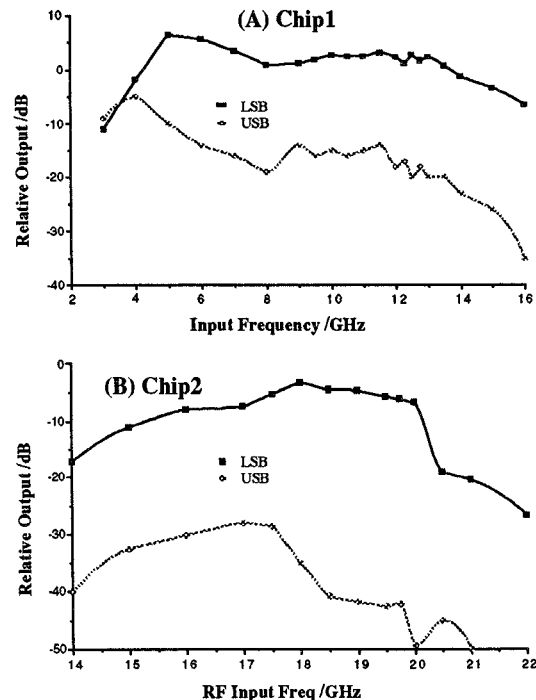 (A) Chip1
10
0
-10
-20
-30
-40
Relative Output /dB
LSB
USB
2 4 6 8 10 12 14 16
Input Frequency /GHz
(B) Chip2
0
-10
-20
-30
-40
-50
Relative Output /dB
LSB
USB
14 15 16 17 18 19 20 21 22
RF Input Freq /GHz